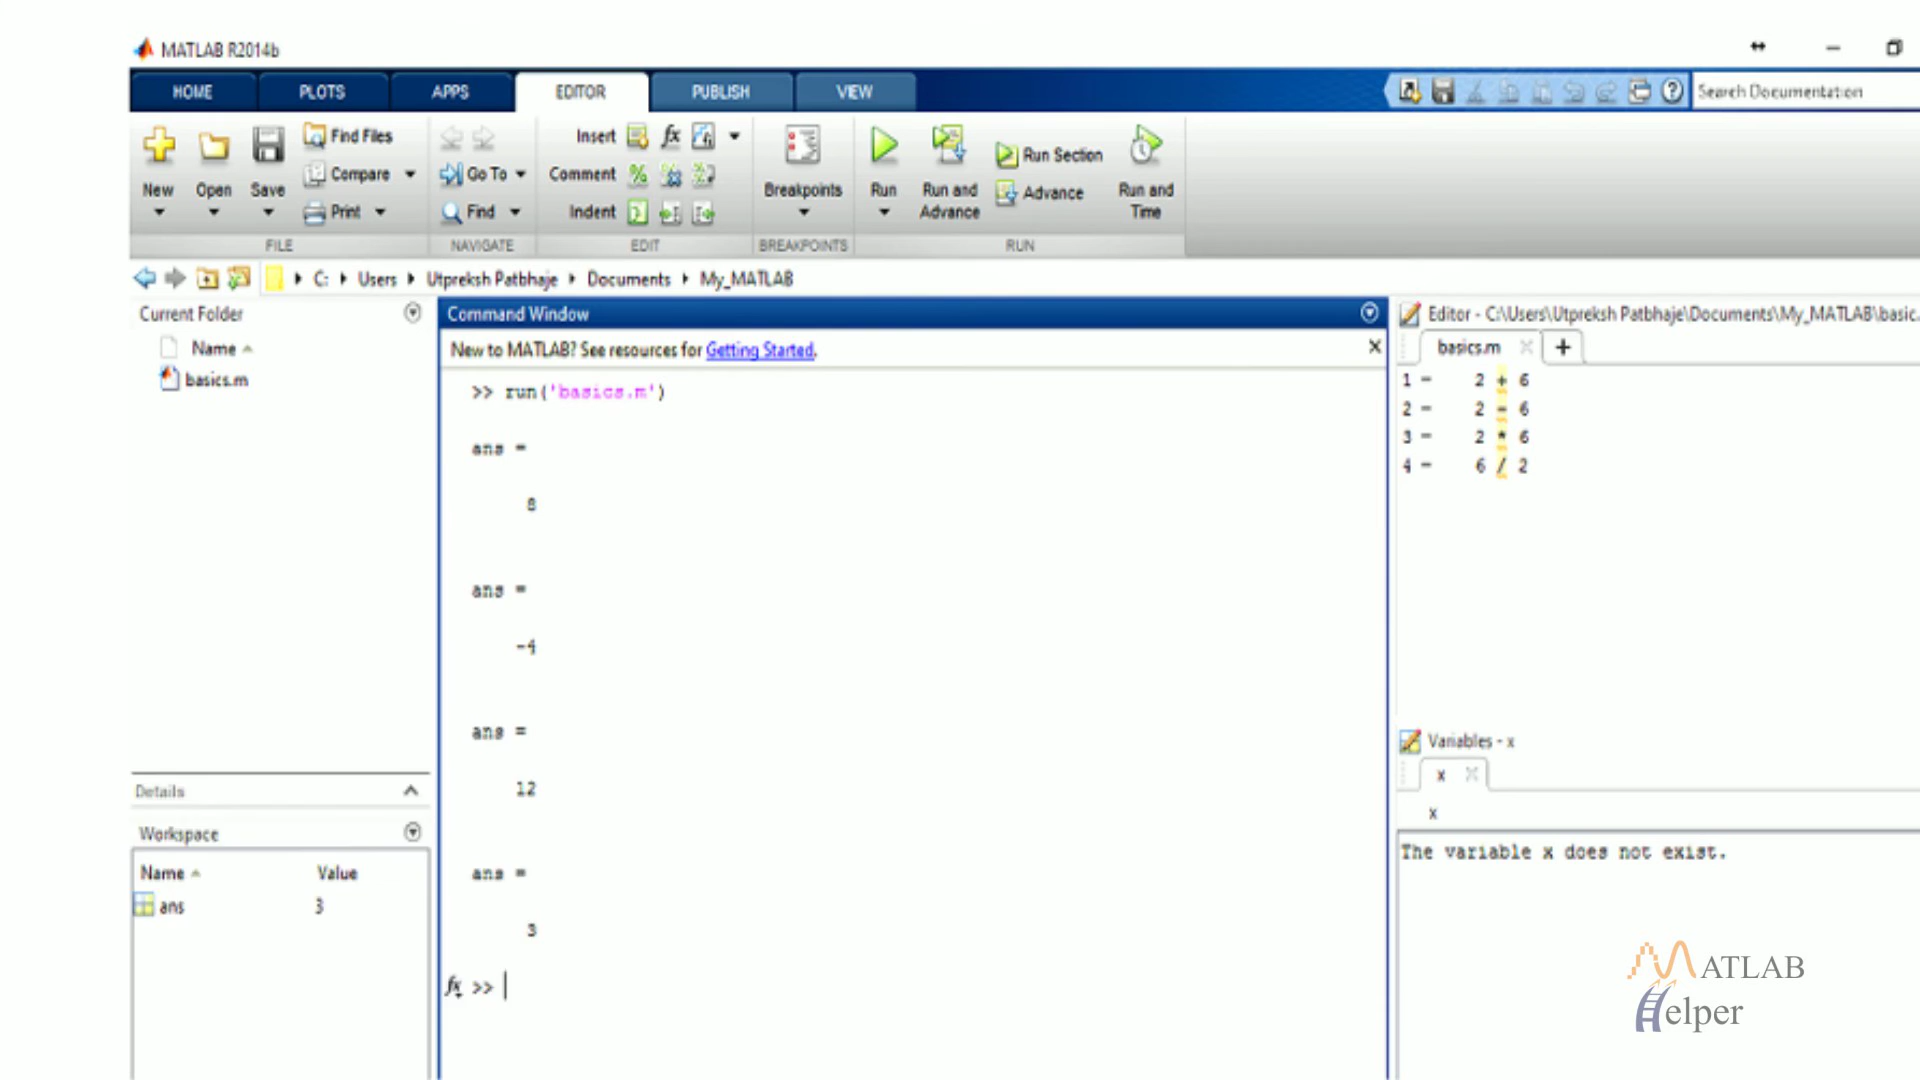 MATLAB R2014b
HOME PLOTS APPS EDITOR PUBLISH VIEW
Search Documentation
New
Open
Save
Find Files
Compare
Print
FILE
Go To
Find
NAVIGATE
Insert
Comment
Indent
EDIT
Breakpoints
BREAKPOINTS
Run
Run and Advance
Run Section
Advance
Run and Time
RUN
C: Users Utpreksh Patbhaje Documents My_MATLAB
Current Folder
Name
basics.m
Details
Workspace
Name Value
ans 3
Command Window
New to MATLAB? See resources for Getting Started.
>> run('basics.m')
ans =
8
ans =
-4
ans =
12
ans =
3
fx >>
Editor - C:\Users\Utpreksh Patbhaje\Documents\My_MATLAB\basic.
basics.m
1 - 2 + 6
2 - 2 - 6
3 - 2 * 6
4 - 6 / 2
Variables - x
x
x
The variable x does not exist.
MATLAB
Helper